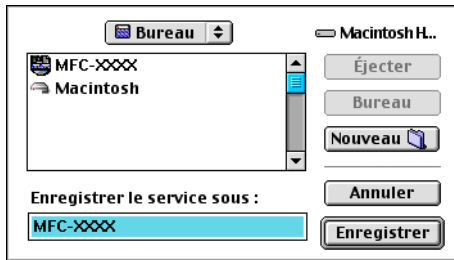 Bureau
Macintosh H...
MFC-XXXX
Macintosh
Éjecter
Bureau
Nouveau
Enregistrer le service sous :
MFC-XXXX
Annuler
Enregistrer